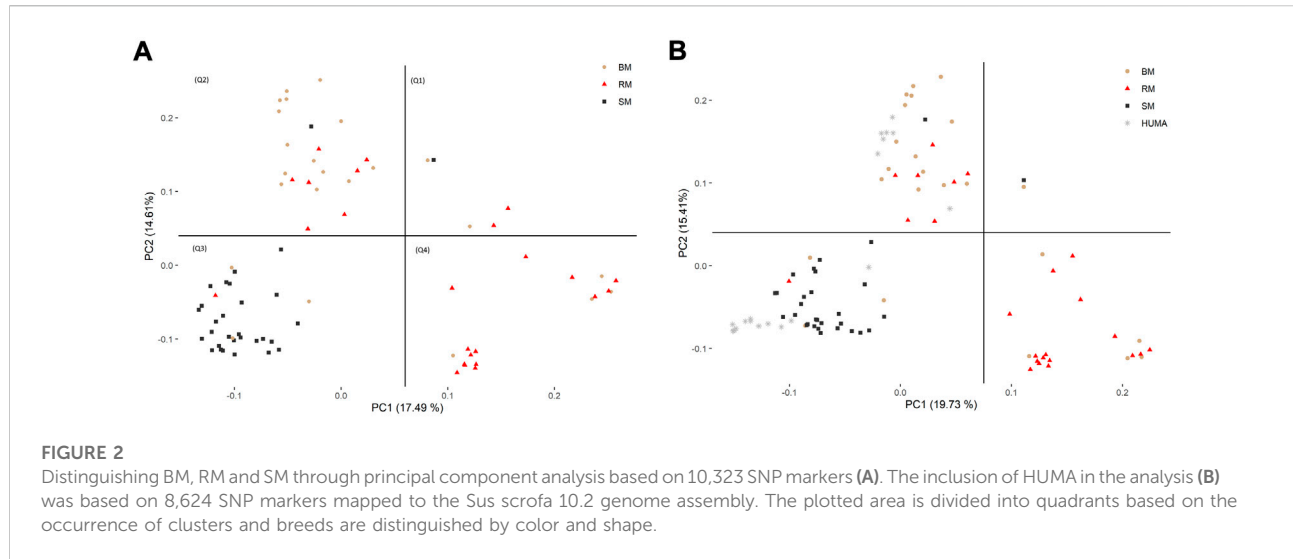 A
(Q2)
(Q1)
BM
RM
SM
0.2
0.1
0.0
-0.1
PC2 (14.61%)
(Q3)
(Q4)
-0.1
0.0
0.1
0.2
PC1 (17.49 %)
B
BM
RM
SM
HUMA
0.2
0.1
0.0
-0.1
PC2 (15.41%)
-0.1
0.0
0.1
0.2
PC1 (19.73 %)
FIGURE 2
Distinguishing BM, RM and SM through principal component analysis based on 10,323 SNP markers (A). The inclusion of HUMA in the analysis (B)
was based on 8,624 SNP markers mapped to the Sus scrofa 10.2 genome assembly. The plotted area is divided into quadrants based on the
occurrence of clusters and breeds are distinguished by color and shape.